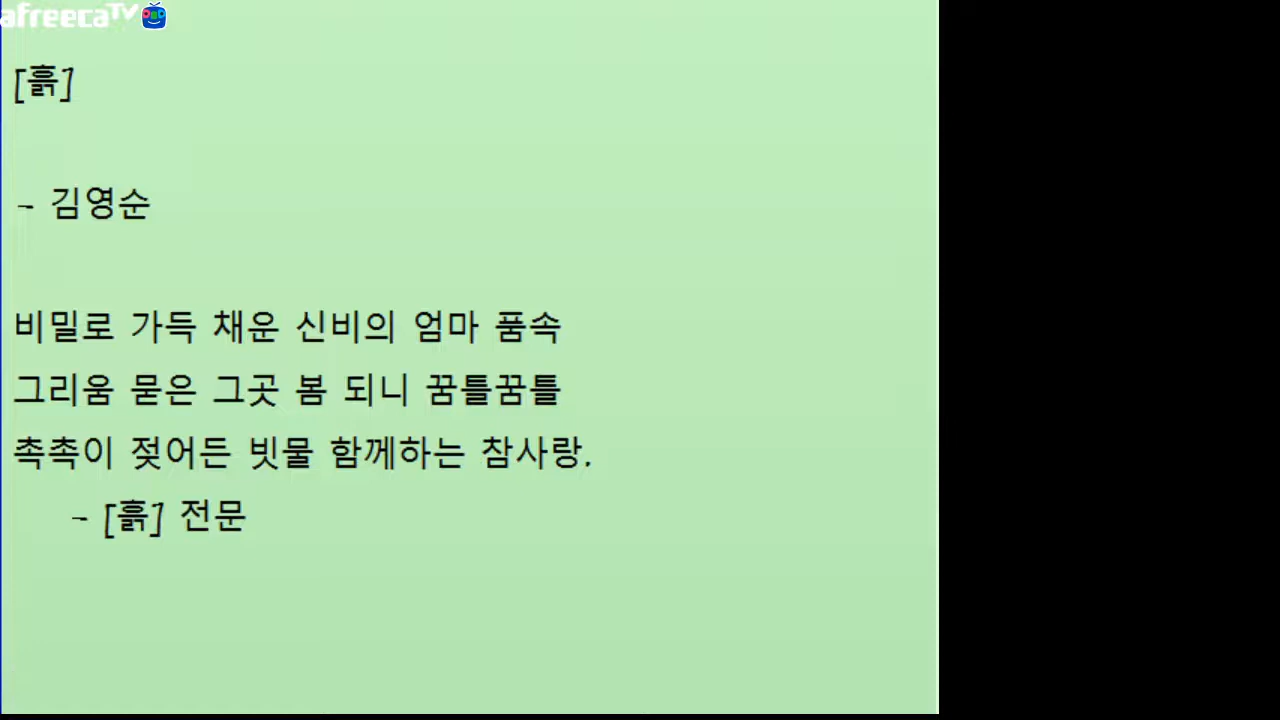 afreecaTV
[흙]
- 김영순
비밀로 가득 채운 신비의 엄마 품속
그리움 묻은 그곳 봄 되니 꿈틀꿈틀
촉촉이 젖어든 빗물 함께하는 참사랑.
- [흙] 전문